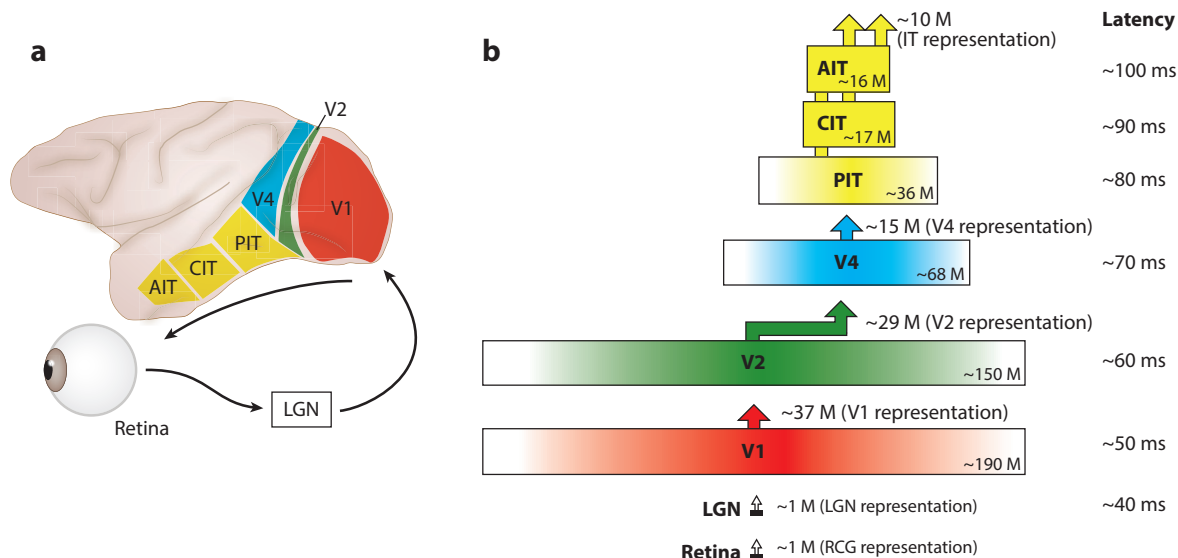 a
V2
V4
V1
PIT
CIT
AIT
LGN
Retina
b
Latency
~10 M
(IT representation)
AIT
~16 M
~100 ms
CIT
~17 M
~90 ms
PIT
~36 M
~80 ms
~15 M (V4 representation)
V4
~68 M
~70 ms
~29 M (V2 representation)
V2
~150 M
~60 ms
~37 M (V1 representation)
V1
~190 M
~50 ms
LGN ~1 M (LGN representation)
~40 ms
Retina ~1 M (RCG representation)